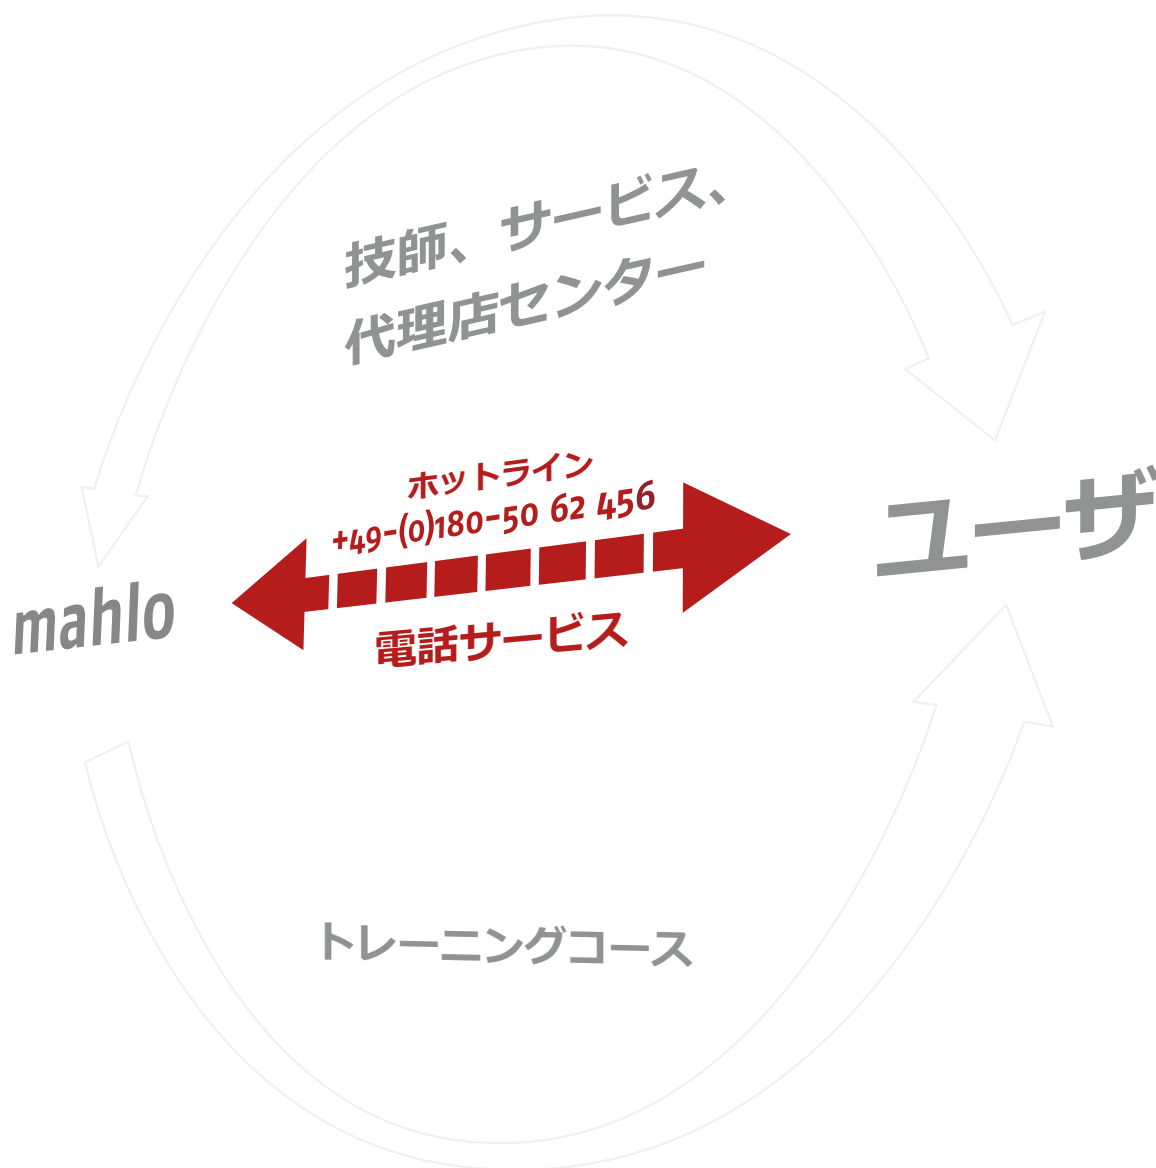 技師、サービス、
代理店センター
ホットライン
+49-(0)180-50 62 456
電話サービス
mahlo
ユーザ
トレーニングコース